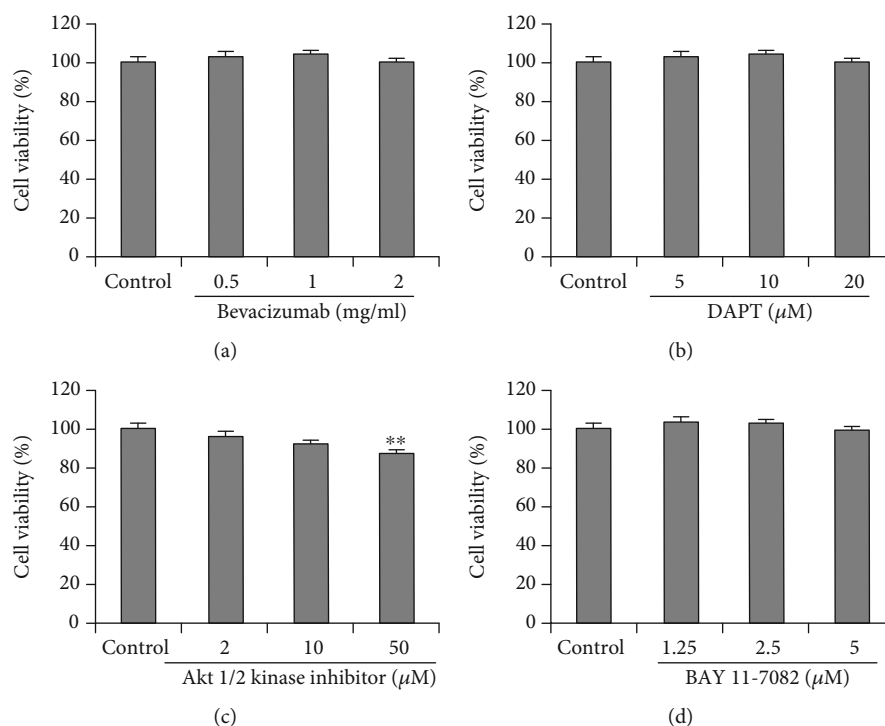 120
100
80
60
40
20
0
Cell viability (%)
Control 0.5 1 2
Bevacizumab (mg/ml)
(a)
120
100
80
60
40
20
0
Cell viability (%)
Control 5 10 20
DAPT (μM)
(b)
120
100
80
60
40
20
0
Cell viability (%)
**
Control 2 10 50
Akt 1/2 kinase inhibitor (μM)
(c)
120
100
80
60
40
20
0
Cell viability (%)
Control 1.25 2.5 5
BAY 11-7082 (μM)
(d)